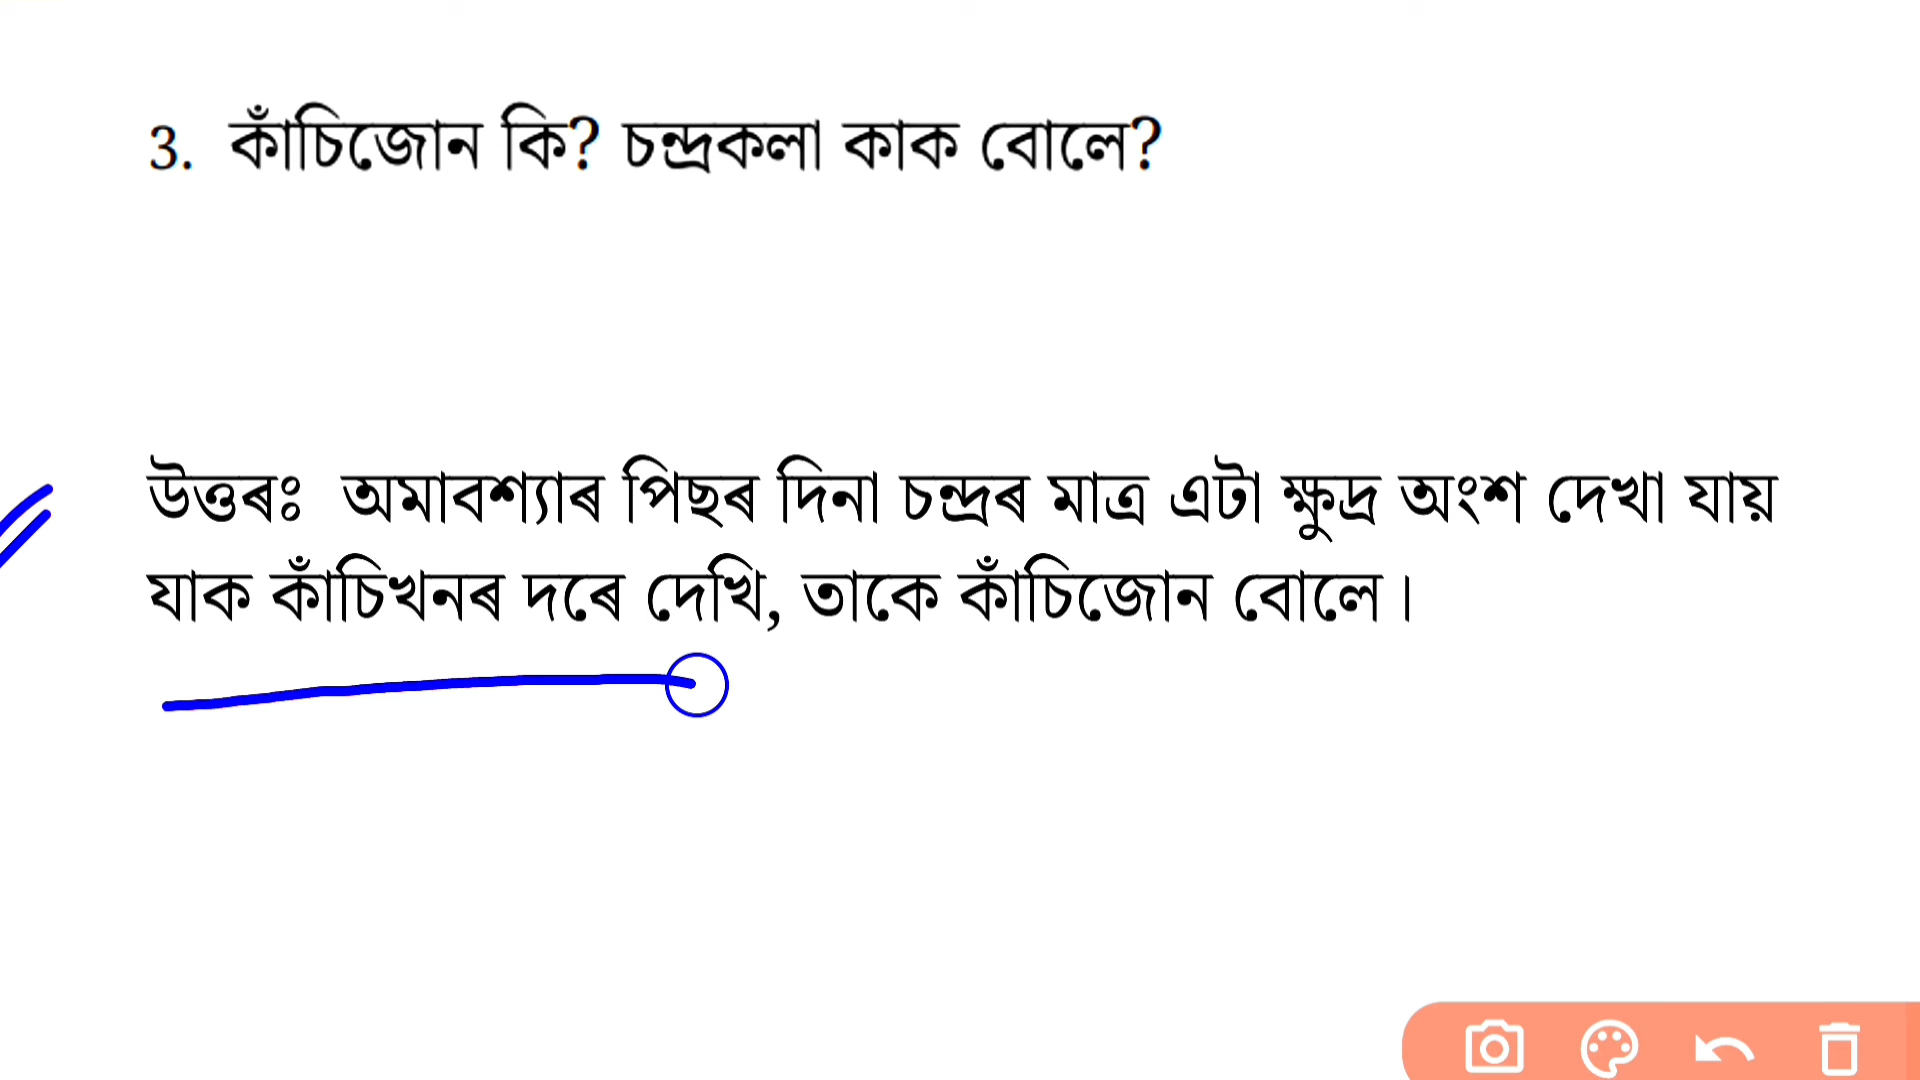 3. কাঁচিজোন কি? চন্দ্ৰকলা কাক বোলে?
উত্তৰঃ অমাবশ্যাৰ পিছৰ দিনা চন্দ্ৰৰ মাত্ৰ এটা ক্ষুদ্ৰ অংশ দেখা যায়
যাক কাঁচিখনৰ দৰে দেখি, তাকে কাঁচিজোন বোলে।